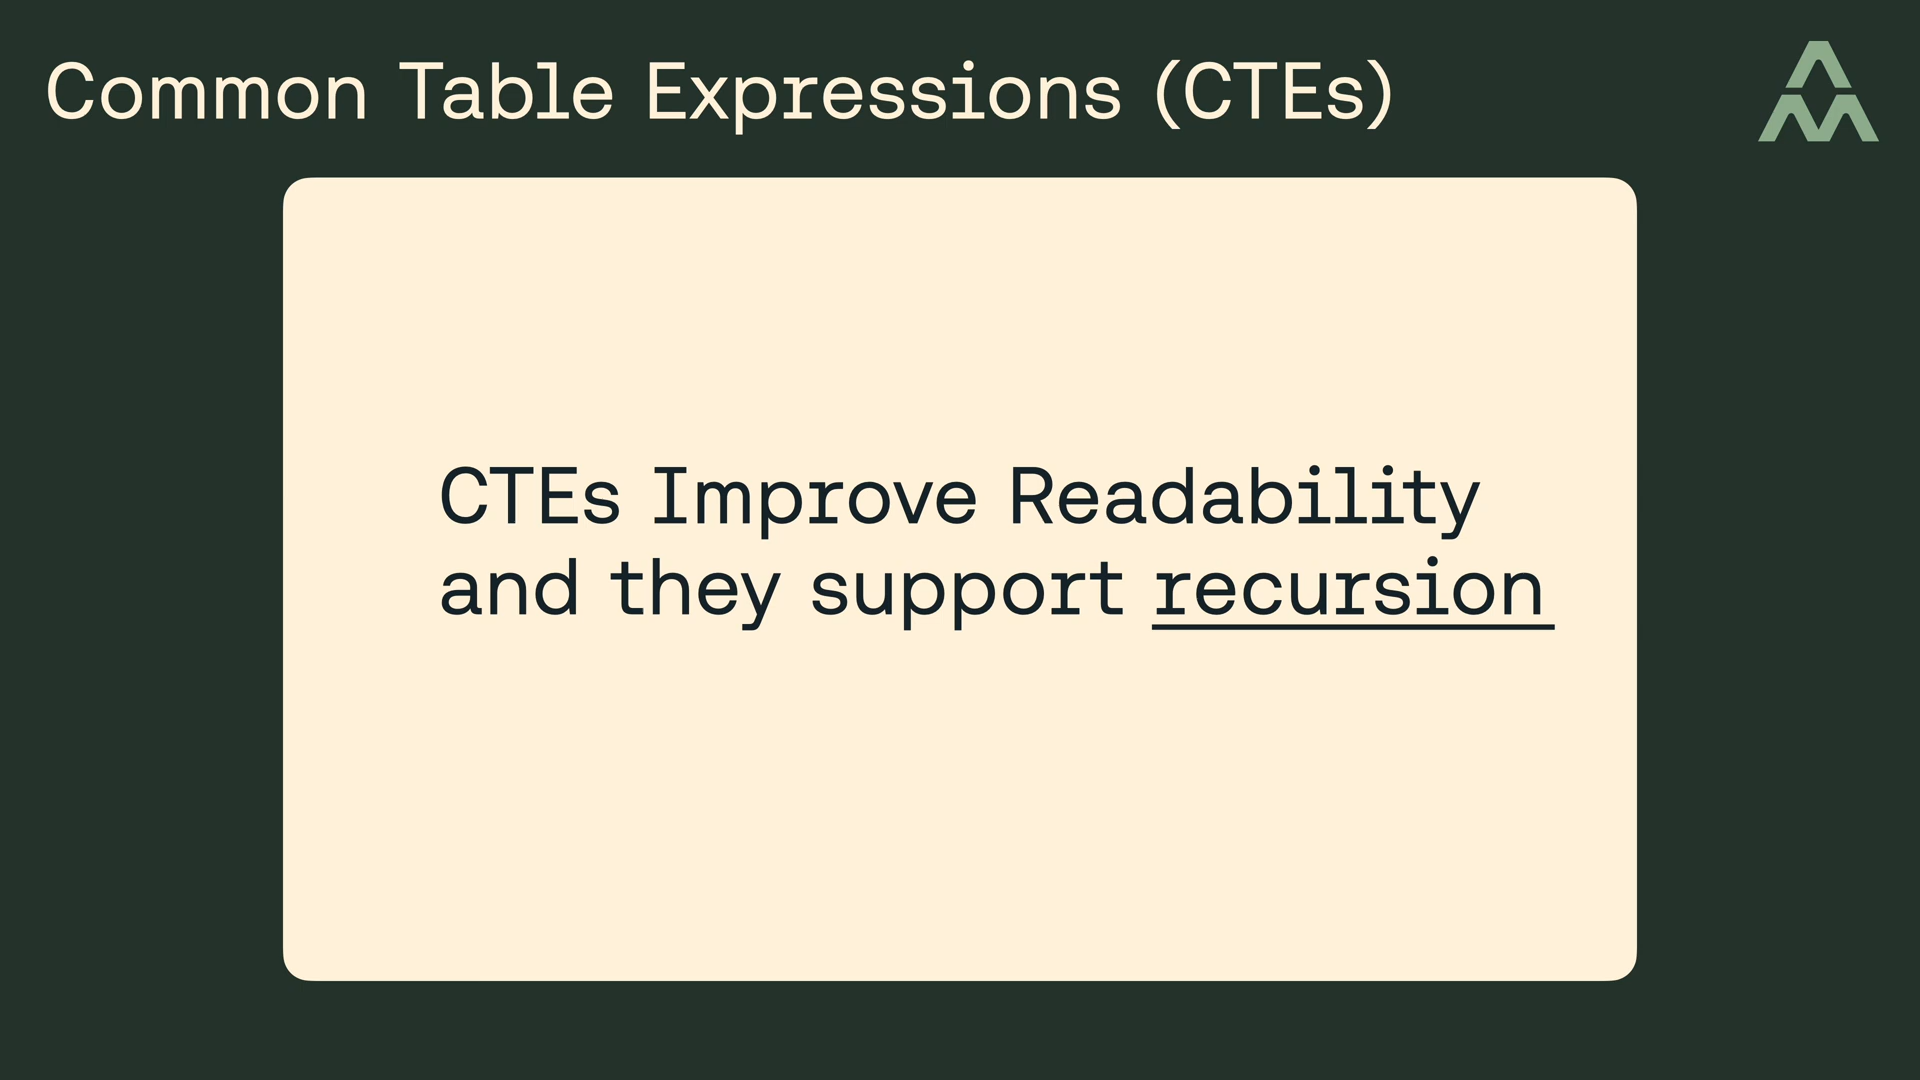 Common Table Expressions (CTEs)
CTEs Improve Readability
and they support recursion